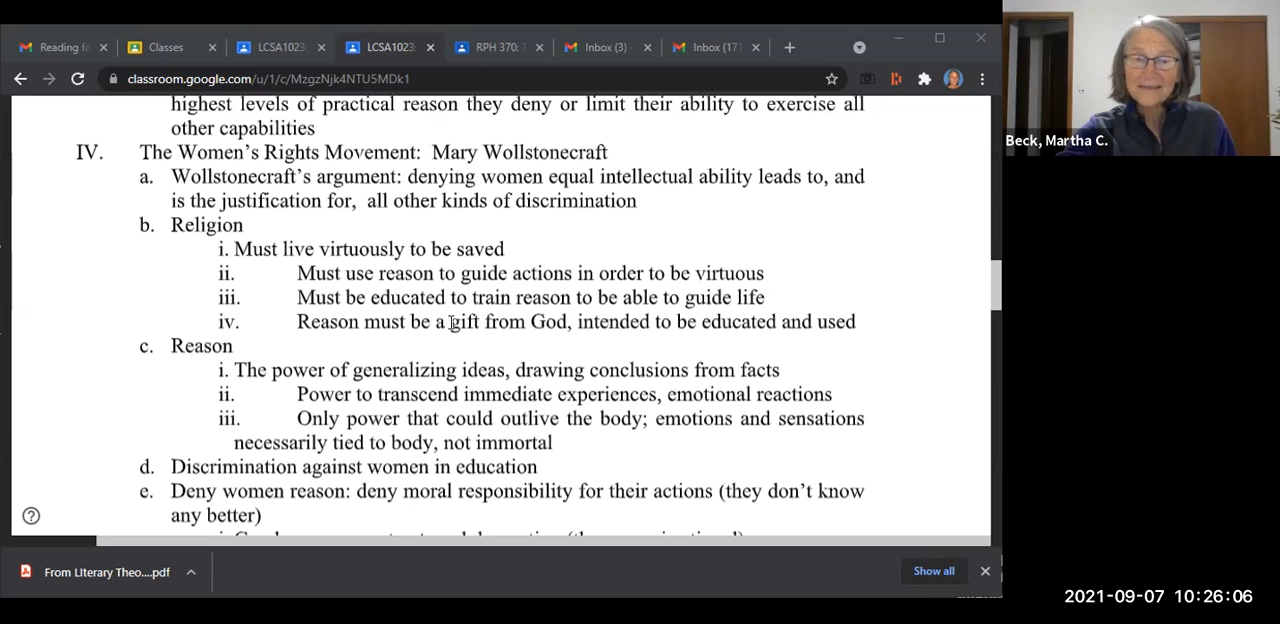 Reading fo
Classes
LCSA1023:
LCSA1023:
RPH 370: T
Inbox (3) -
Inbox (17
classroom.google.com/u/1/c/MzgzNjk4NTU5MDk1
highest levels of practical reason they deny or limit their ability to exercise all
other capabilities
IV. The Women's Rights Movement: Mary Wollstonecraft
a. Wollstonecraft's argument: denying women equal intellectual ability leads to, and
is the justification for, all other kinds of discrimination
b. Religion
i. Must live virtuously to be saved
ii. Must use reason to guide actions in order to be virtuous
iii. Must be educated to train reason to be able to guide life
iv. Reason must be a gift from God, intended to be educated and used
c. Reason
i. The power of generalizing ideas, drawing conclusions from facts
ii. Power to transcend immediate experiences, emotional reactions
iii. Only power that could outlive the body; emotions and sensations
necessarily tied to body, not immortal
d. Discrimination against women in education
e. Deny women reason: deny moral responsibility for their actions (they don't know
any better)
From LIterary Theo....pdf
Show all
Beck, Martha C.
2021-09-07 10:26:06